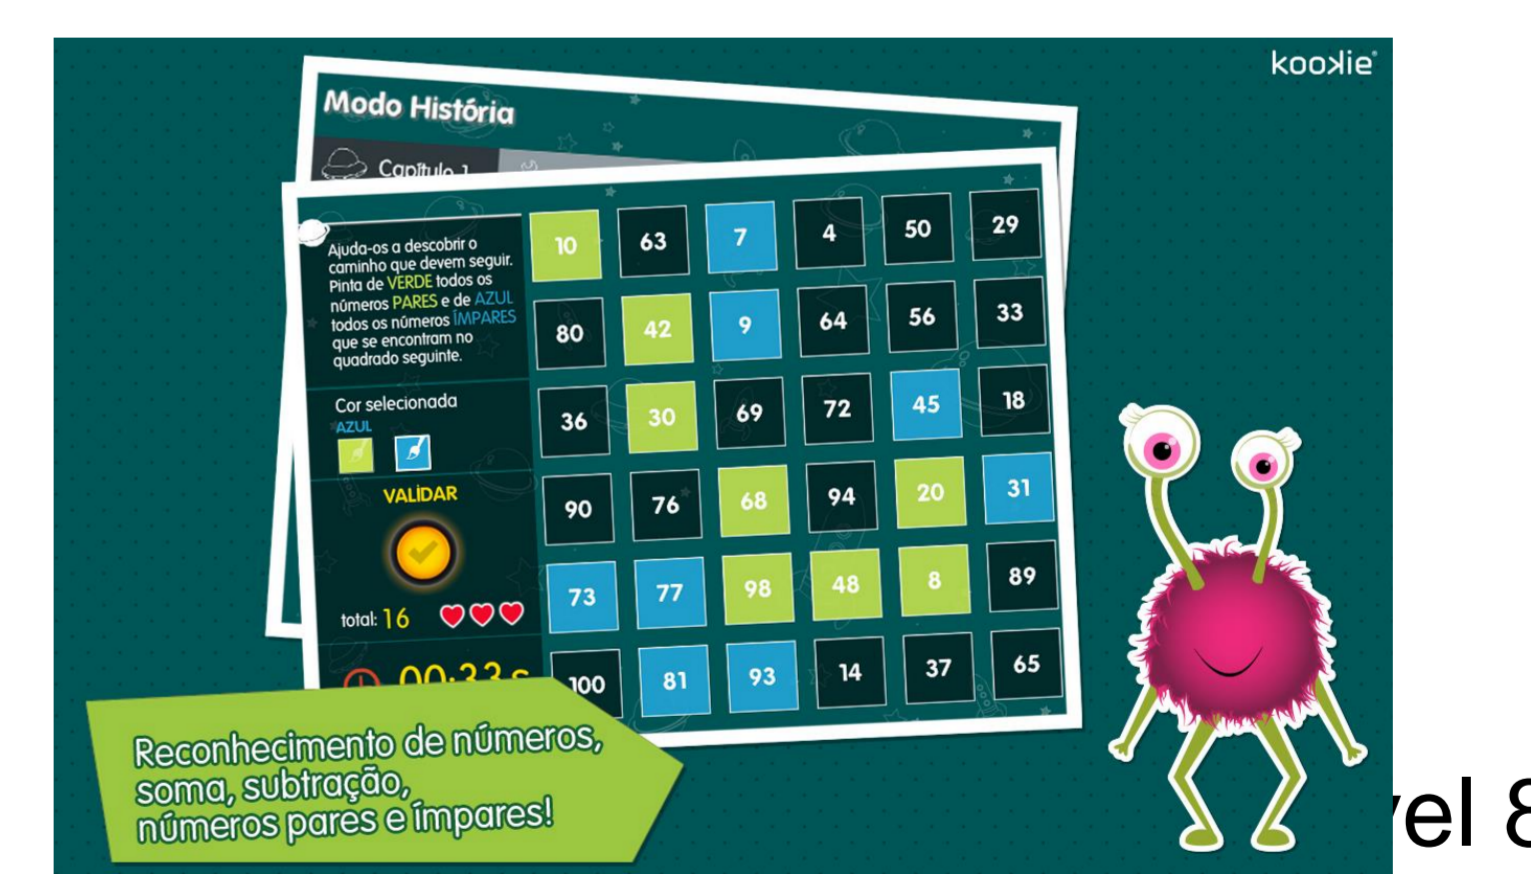 kookie
Modo História
Capítulo 1
Ajuda-os a descobrir o
caminho que devem seguir.
Pinta de VERDE todos os
números PARES e de AZUL
todos os números ÍMPARES
que se encontram no
quadrado seguinte.
Cor selecionada
AZUL
VALIDAR
total: 16
00:33 s
10 63 7 4 50 29
80 42 9 64 56 33
36 30 69 72 45 18
90 76 68 94 20 31
73 77 98 48 8 89
100 81 93 14 37 65
Reconhecimento de números,
soma, subtração,
números pares e ímpares!
vel 8